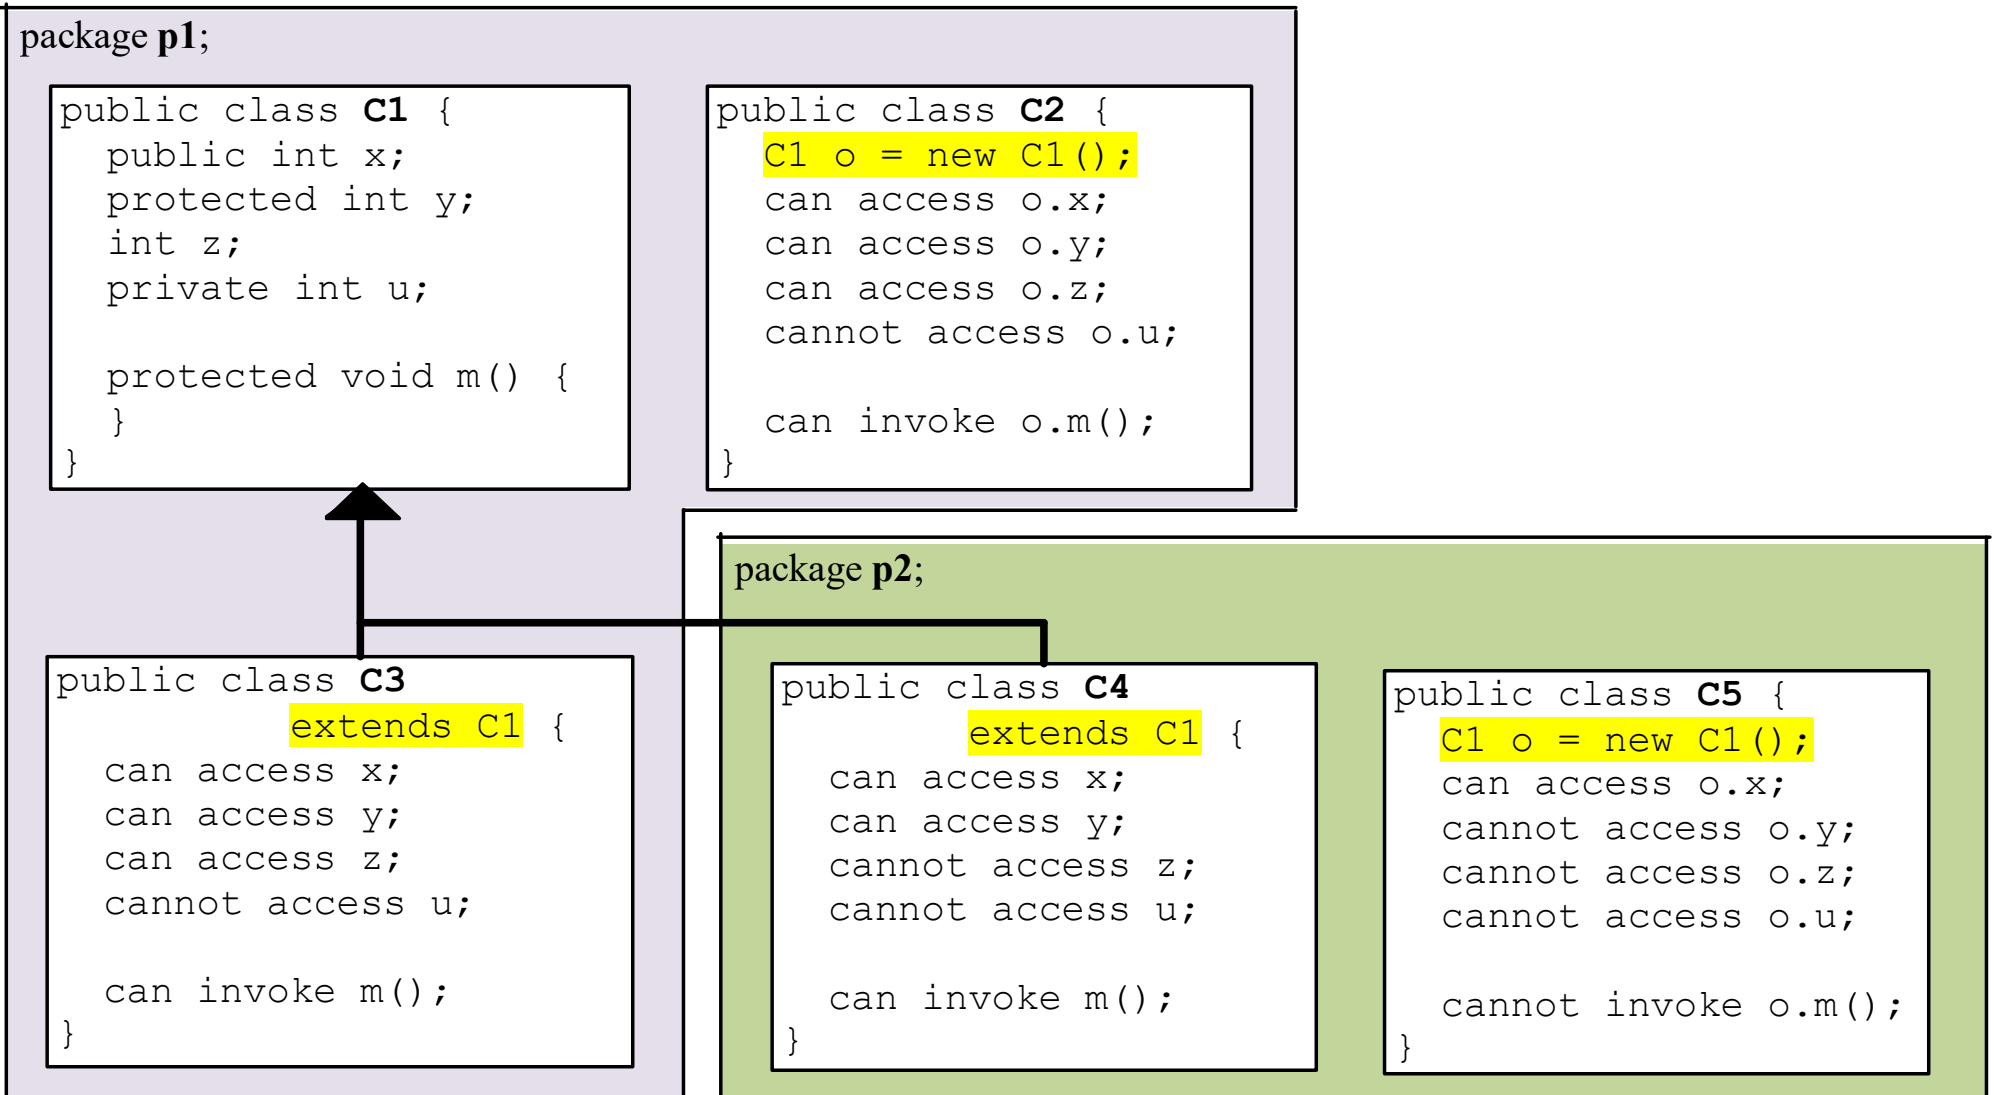 package p1;
public class C1 {
public int x;
protected int y;
int z;
private int u;
protected void m() {
}
}
public class C2 {
C1 o = new C1();
can access o.x;
can access o.y;
can access o.z;
cannot access o.u;
can invoke o.m();
}
public class C3
extends C1 {
can access x;
can access y;
can access z;
cannot access u;
can invoke m();
}
package p2;
public class C4
extends C1 {
can access x;
can access y;
cannot access z;
cannot access u;
can invoke m();
}
public class C5 {
C1 o = new C1();
can access o.x;
cannot access o.y;
cannot access o.z;
cannot access o.u;
cannot invoke o.m();
}